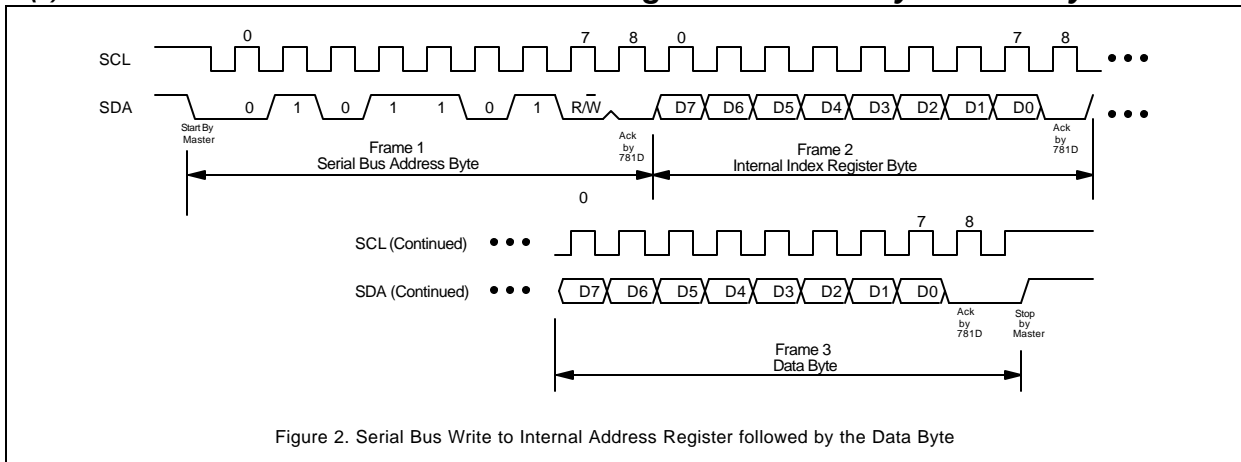 0 7 8 0 7 8
SCL
SDA 0 1 0 1 1 0 1 R/W D7 D6 D5 D4 D3 D2 D1 D0
Start By
Master
Ack
by
781D
Ack
by
781D
Frame 1
Serial Bus Address Byte
Frame 2
Internal Index Register Byte
0
7 8
SCL (Continued)
SDA (Continued) D7 D6 D5 D4 D3 D2 D1 D0
Ack
by
781D
Stop
by
Master
Frame 3
Data Byte
Figure 2. Serial Bus Write to Internal Address Register followed by the Data Byte